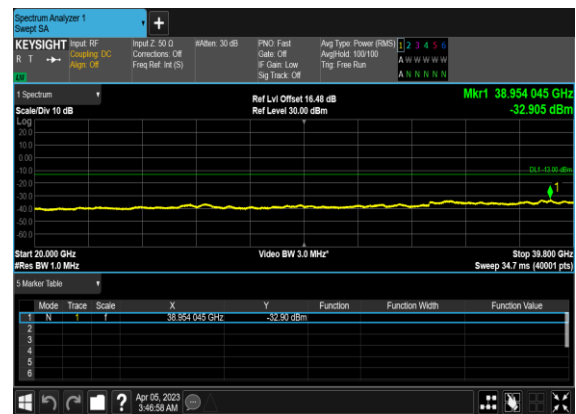 Spectrum Analyzer 1
Swept SA
+
KEYSIGHT Input: RF Input Z: 50 Ω #Atten: 30 dB PNO: Fast Avg Type: Power (RMS) 1 2 3 4 5 6
R T Coupling: DC Corrections: Off Gate: Off Avg|Hold: 100/100 A W W W W W
Align: Off Freq Ref: Int (S) IF Gain: Low Trig: Free Run
LW Sig Track: Off A N N N N N
1 Spectrum Ref Lvl Offset 16.48 dB Mkr1 38.954 045 GHz
Scale/Div 10 dB Ref Level 30.00 dBm -32.905 dBm
Log
20.0
10.0
0.00
-10.0 DL1 -13.00 dBm
-20.0 1
-30.0
-40.0
-50.0
-60.0
Start 20.000 GHz Video BW 3.0 MHz* Stop 39.800 GHz
#Res BW 1.0 MHz Sweep 34.7 ms (40001 pts)
5 Marker Table
Mode Trace Scale X Y Function Function Width Function Value
1 N 1 f 38.954 045 GHz -32.90 dBm
2
3
4
5
6
? Apr 05, 2023
3:46:58 AM